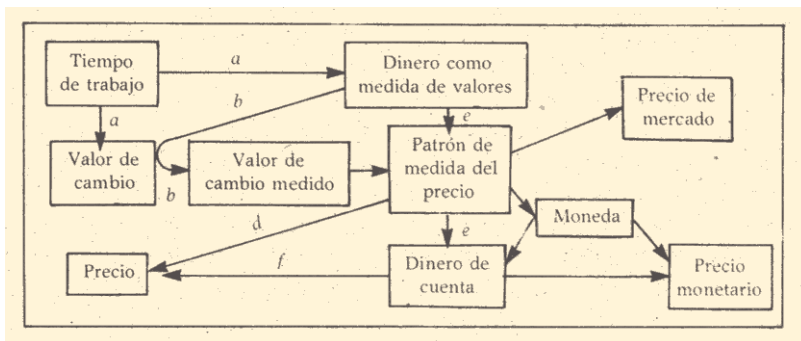 Tiempo
de trabajo
a
Dinero como
medida de valores
a
b
e
Precio de
mercado
Valor de
cambio
b
Valor de
cambio medido
Patrón de
medida del
precio
Moneda
d
e
Precio
f
Dinero de
cuenta
Precio
monetario